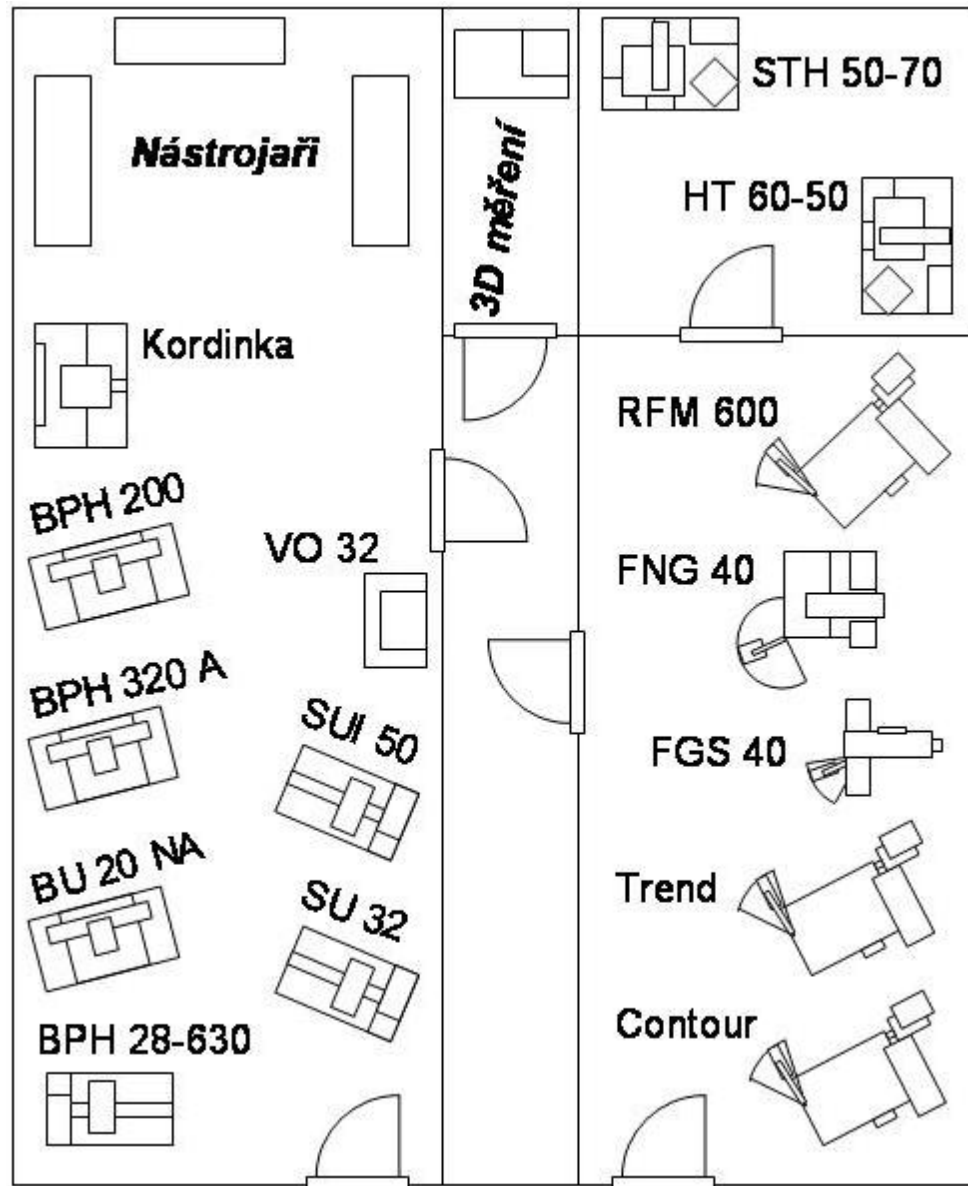 Nástrojaři
3D měření
STH 50-70
HT 60-50
Kordinka
RFM 600
BPH 200
VO 32
FNG 40
BPH 320 A
SUI 50
FGS 40
BU 20 NA
SU 32
Trend
BPH 28-630
Contour